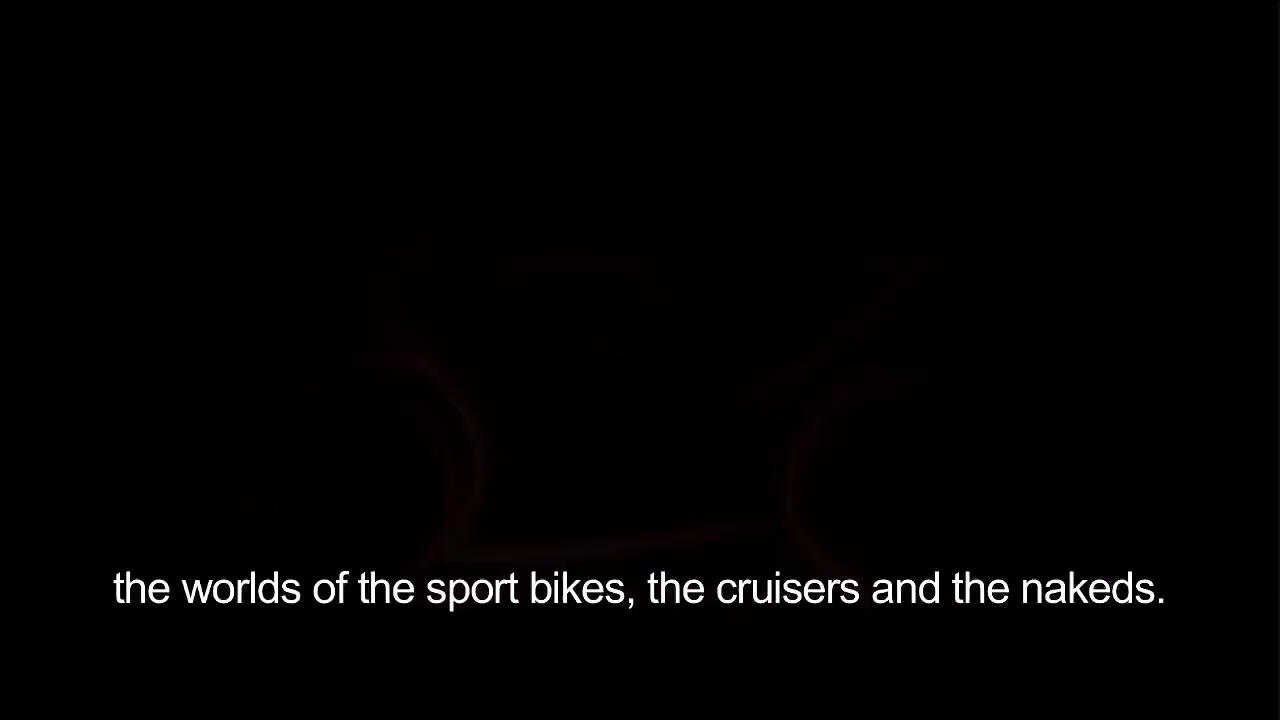 the worlds of the sport bikes, the cruisers and the nakeds.